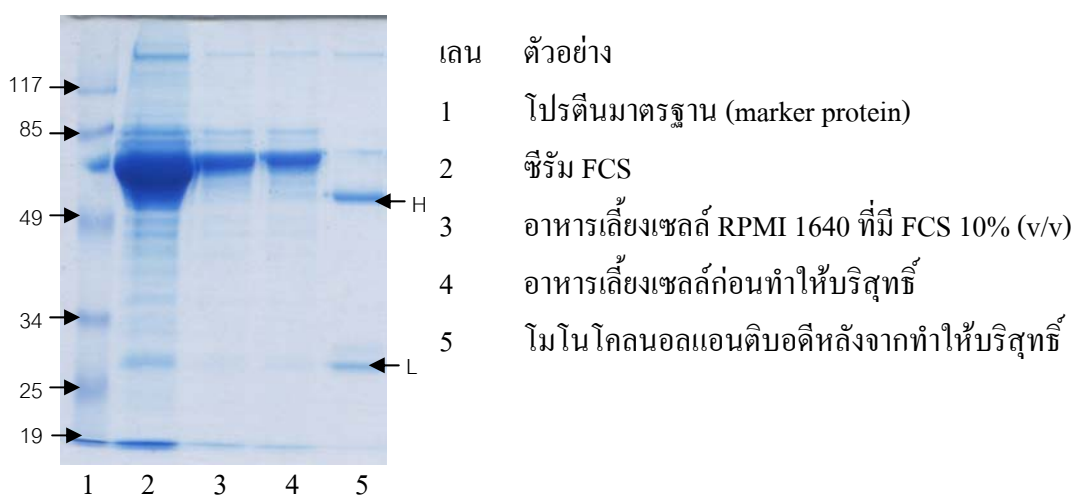 เลน ตัวอย่าง
1 โปรตีนมาตรฐาน (marker protein)
2 ซีรัม FCS
3 อาหารเลี้ยงเซลล์ RPMI 1640 ที่มี FCS 10% (v/v)
4 อาหารเลี้ยงเซลล์ก่อนทำให้บริสุทธิ์
5 โมโนโคลนอลแอนติบอดีหลังจากทำให้บริสุทธิ์
117
85
49
34
25
19
H
L
1 2 3 4 5